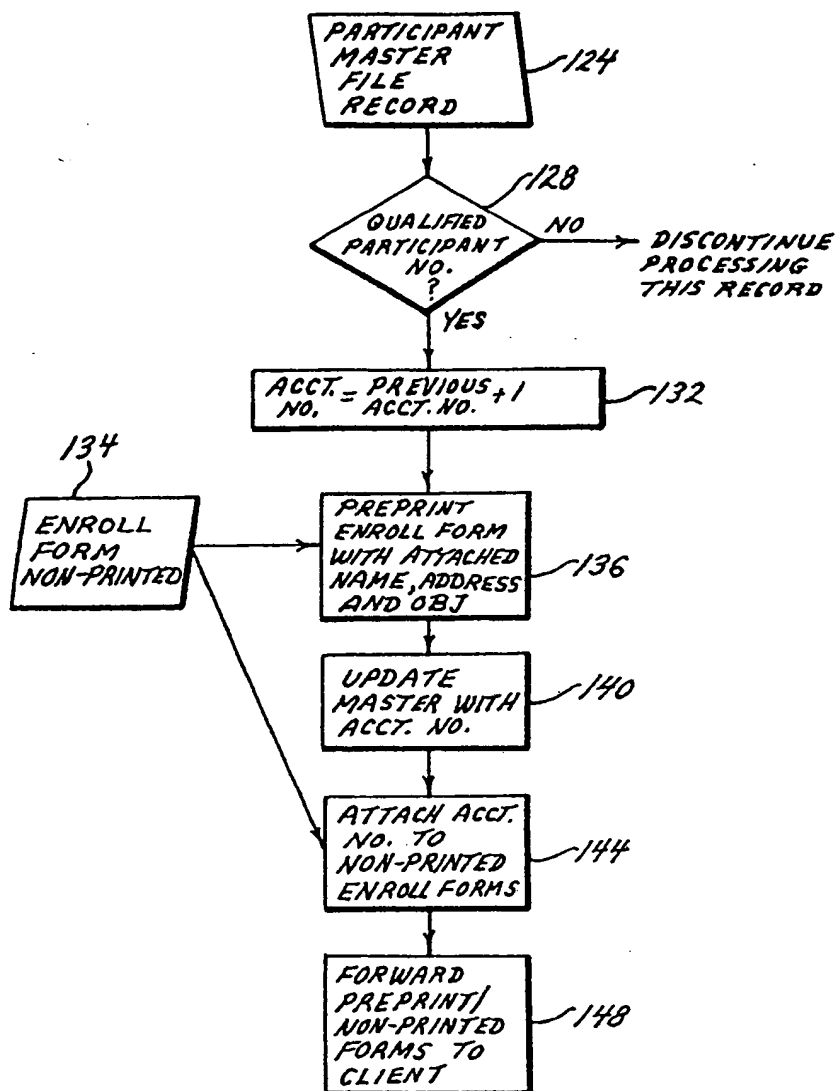 PARTICIPANT
MASTER
FILE
RECORD
124
128
QUALIFIED
PARTICIPANT
NO.
?
NO
DISCONTINUE
PROCESSING
THIS RECORD
YES
ACCT. NO. = PREVIOUS ACCT. NO. +1
132
134
ENROLL
FORM
NON-PRINTED
PREPRINT
ENROLL FORM
WITH ATTACHED
NAME, ADDRESS
AND OBJ
136
UPDATE
MASTER WITH
ACCT. NO.
140
ATTACH ACCT.
NO. TO
NON-PRINTED
ENROLL FORMS
144
FORWARD
PREPRINT/
NON-PRINTED
FORMS TO
CLIENT
148